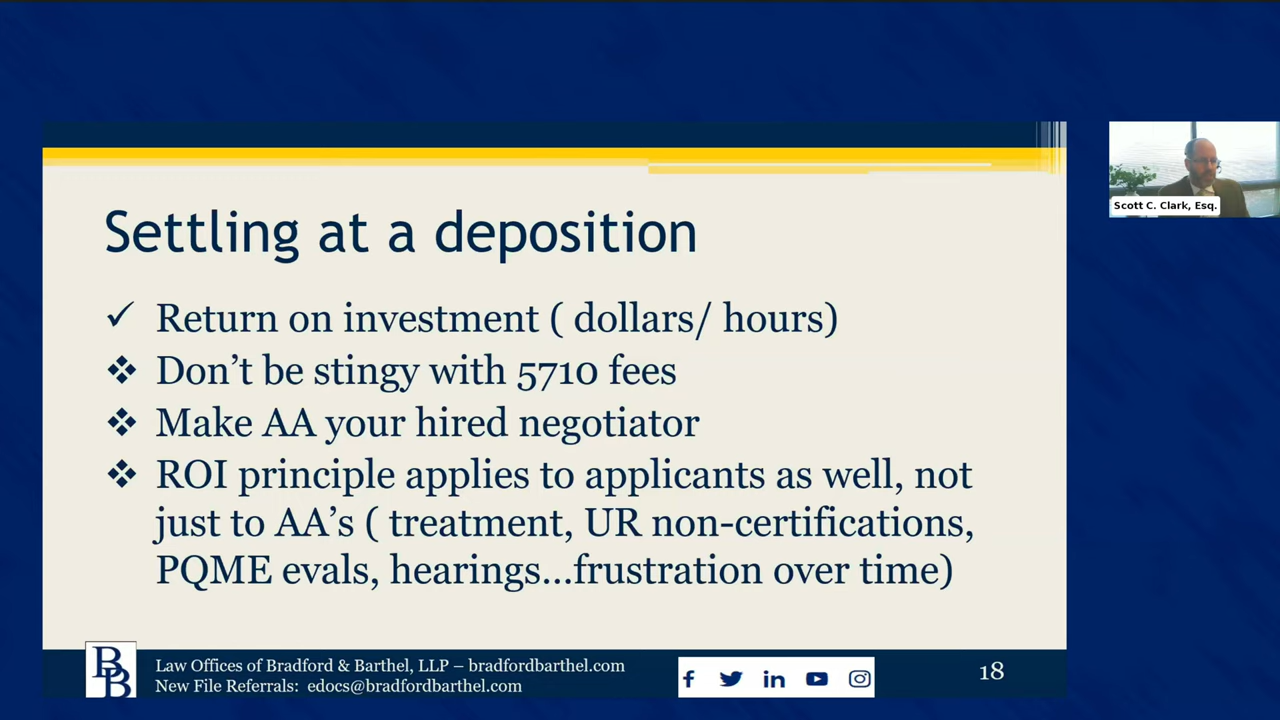 Settling at a deposition
✓ Return on investment ( dollars/ hours)
❖ Don’t be stingy with 5710 fees
❖ Make AA your hired negotiator
❖ ROI principle applies to applicants as well, not
just to AA’s ( treatment, UR non-certifications,
PQME evals, hearings...frustration over time)
Scott C. Clark, Esq.
BB
Law Offices of Bradford & Barthel, LLP – bradfordbarthel.com
New File Referrals: edocs@bradfordbarthel.com
18